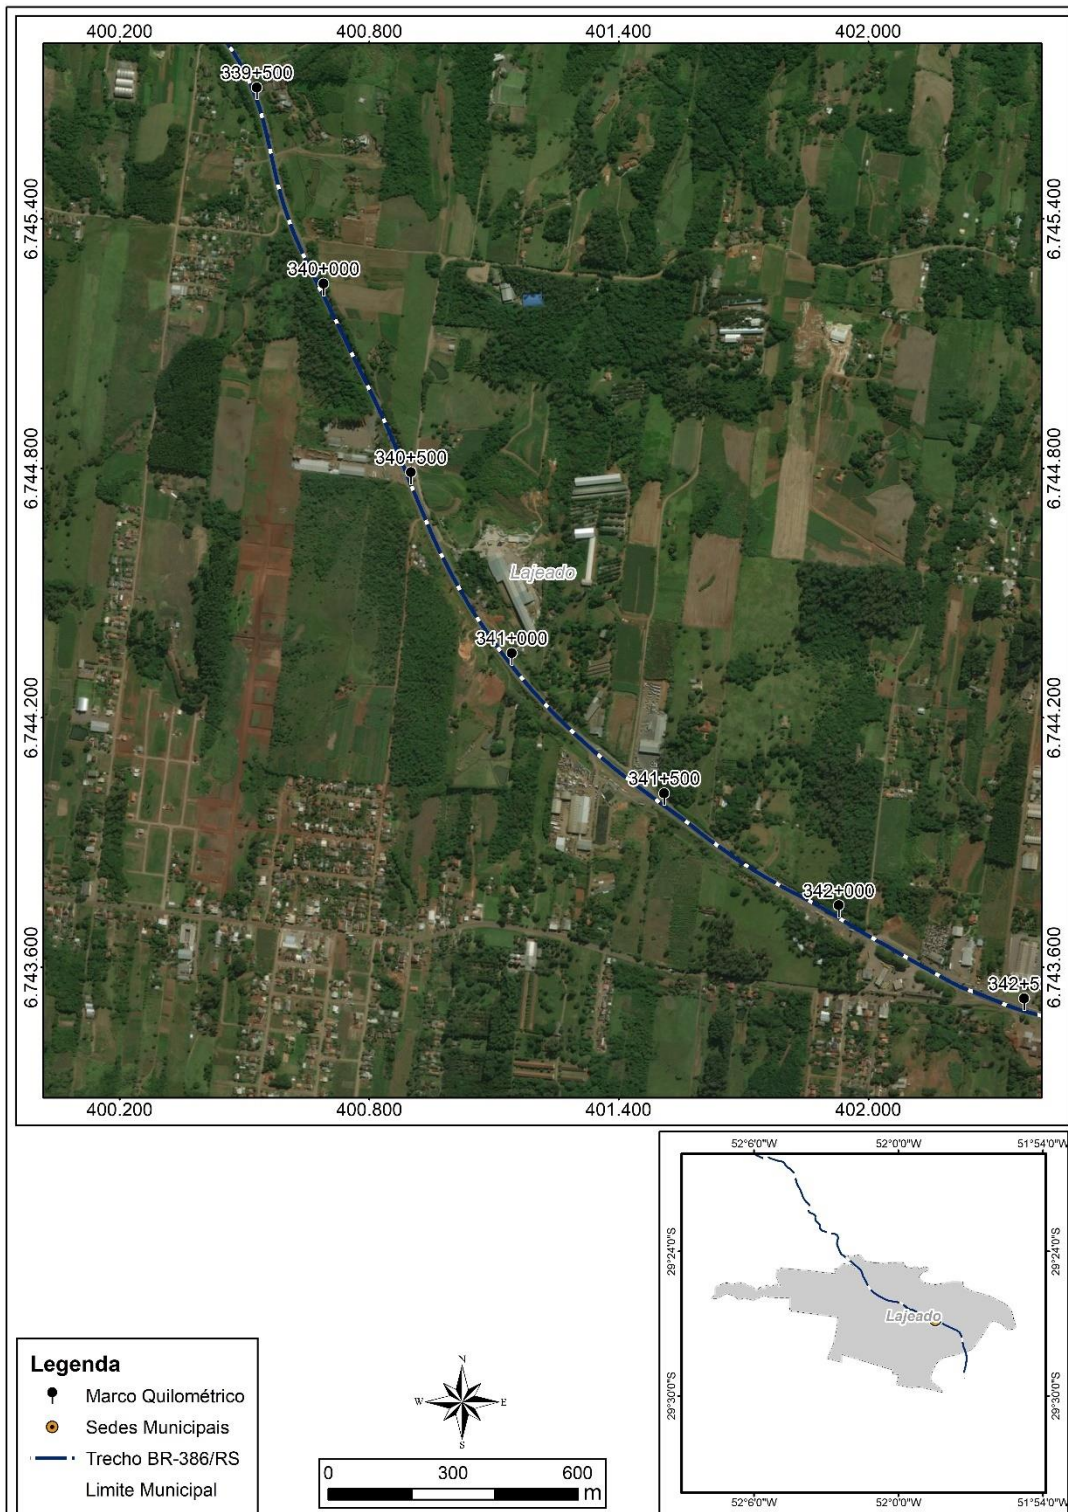 400.200 400.800 401.400 402.000
339+500
6.745.400 6.745.400
340+000
340+500
6.744.800 6.744.800
Lajeado
341+000
6.744.200 6.744.200
341+500
342+000
6.743.600 6.743.600
342+5
400.200 400.800 401.400 402.000
52°6'0"W 52°0'0"W 51°54'0"W
29°24'0"S 29°24'0"S
Lajeado
29°30'0"S 29°30'0"S
52°6'0"W 52°0'0"W 51°54'0"W
Legenda
Marco Quilométrico
Sedes Municipais
Trecho BR-386/RS
Limite Municipal
N
W E
S
0 300 600
m